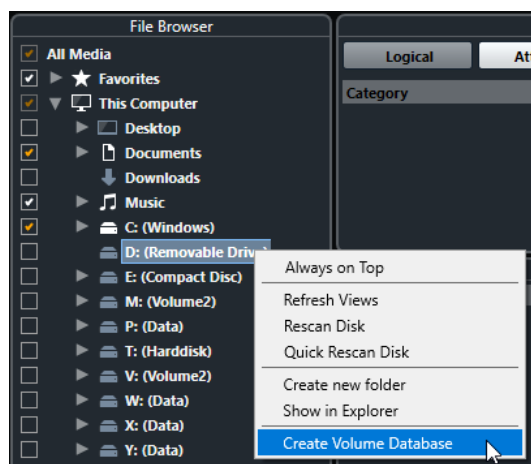 File Browser
All Media
Favorites
This Computer
Desktop
Documents
Downloads
Music
C: (Windows)
D: (Removable Drive)
E: (Compact Disc)
M: (Volume2)
P: (Data)
T: (Harddisk)
V: (Volume2)
W: (Data)
X: (Data)
Y: (Data)
Logical
Att
Category
Always on Top
Refresh Views
Rescan Disk
Quick Rescan Disk
Create new folder
Show in Explorer
Create Volume Database